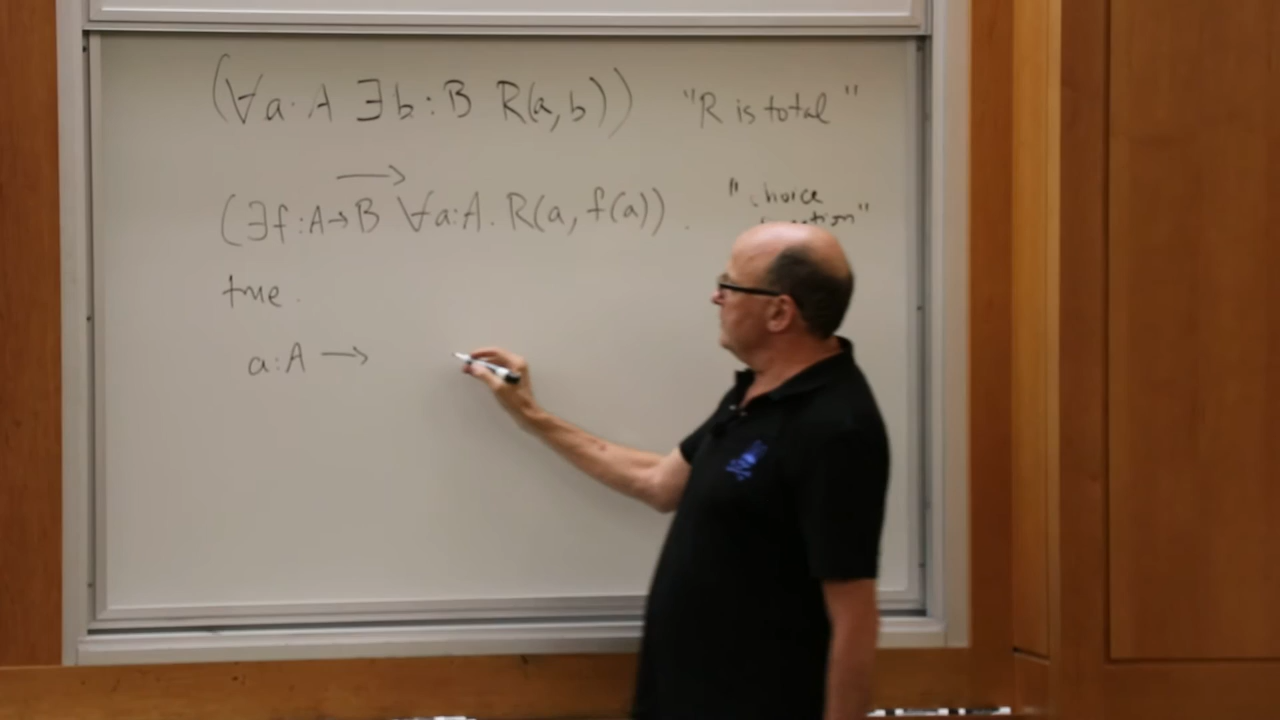 (∀a:A ∃b:B R(a,b)) "R is total"
→
(∃f:A→B ∀a:A. R(a, f(a)). "choice
true.
a:A →